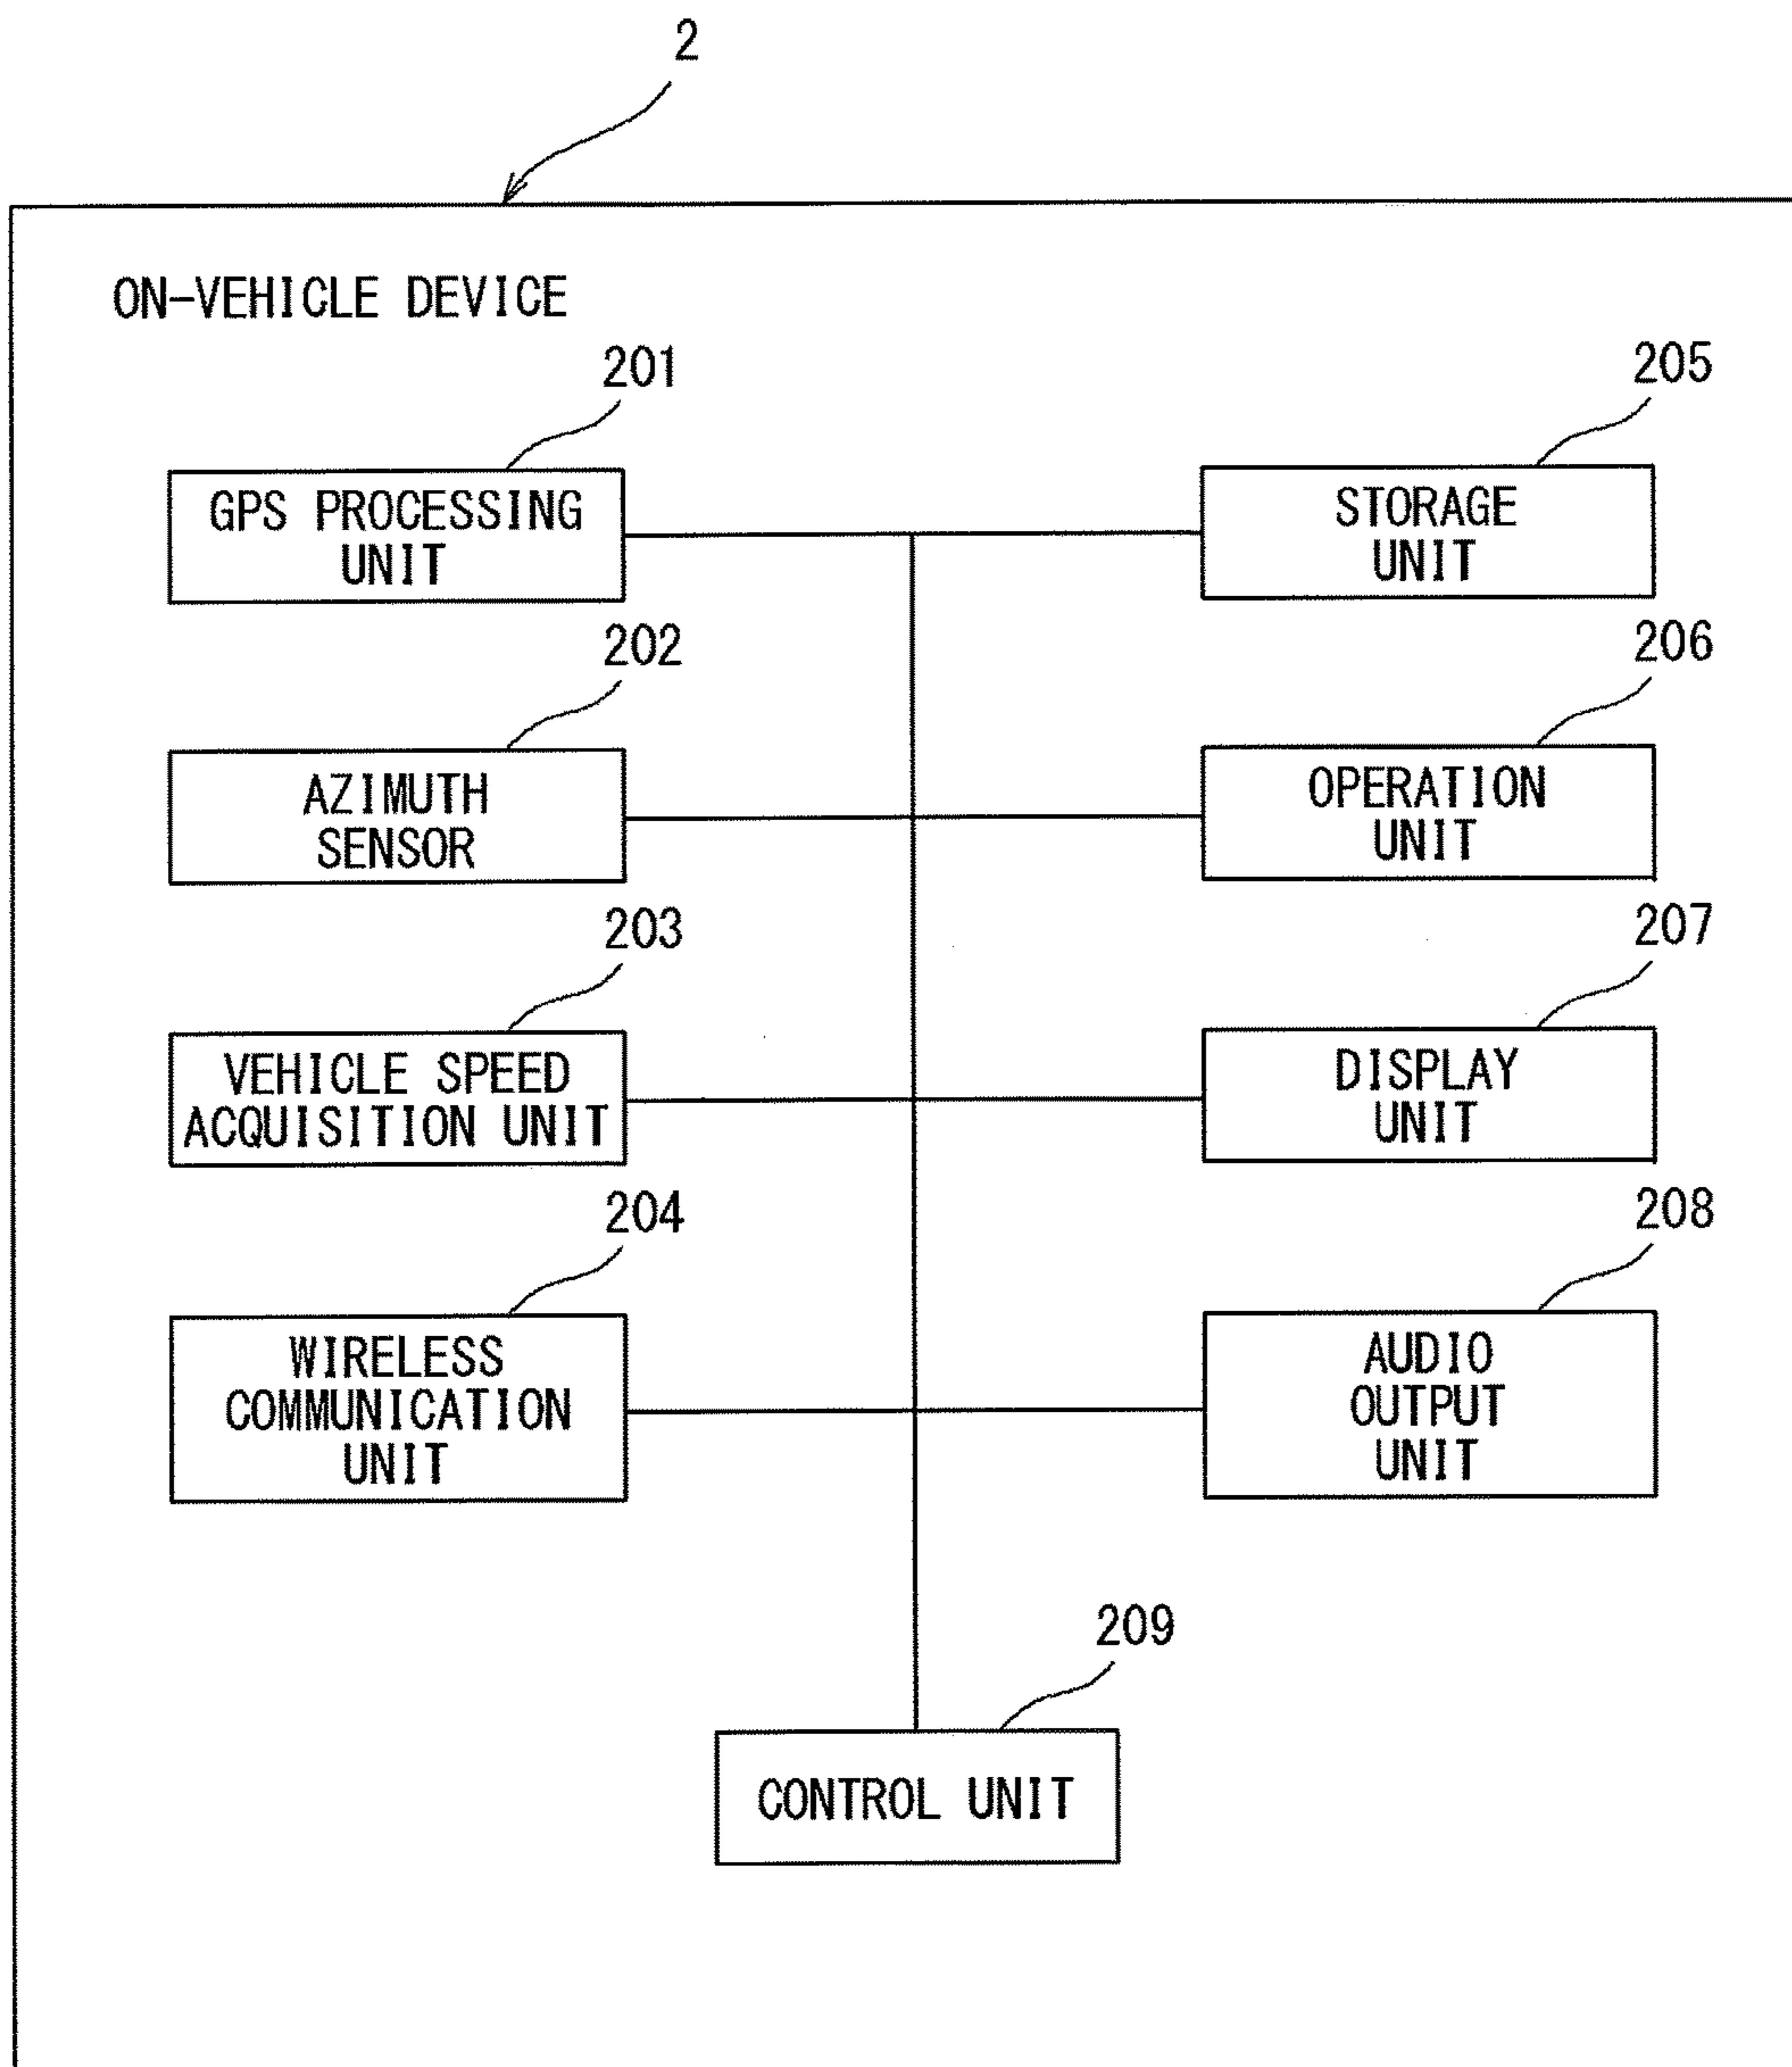 2
ON-VEHICLE DEVICE
201
GPS PROCESSING
UNIT
205
STORAGE
UNIT
202
AZIMUTH
SENSOR
206
OPERATION
UNIT
203
VEHICLE SPEED
ACQUISITION UNIT
207
DISPLAY
UNIT
204
WIRELESS
COMMUNICATION
UNIT
208
AUDIO
OUTPUT
UNIT
209
CONTROL UNIT